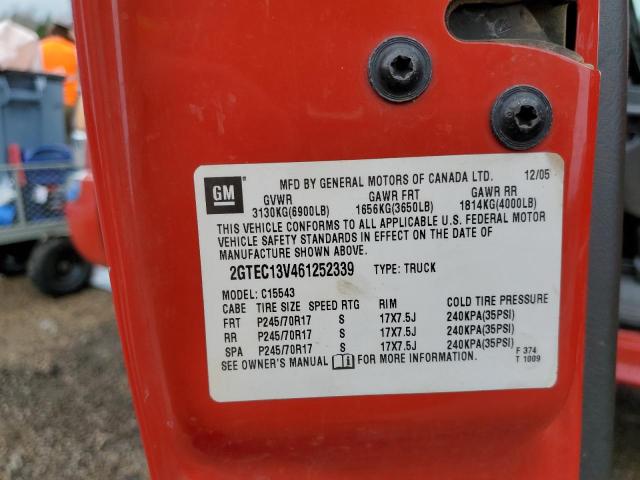 GM
MFD BY GENERAL MOTORS OF CANADA LTD. 12/05
GVWR GAWR FRT GAWR RR
3130KG(6900LB) 1656KG(3650LB) 1814KG(4000LB)
THIS VEHICLE CONFORMS TO ALL APPLICABLE U.S. FEDERAL MOTOR
VEHICLE SAFETY STANDARDS IN EFFECT ON THE DATE OF
MANUFACTURE SHOWN ABOVE.
2GTEC13V461252339 TYPE: TRUCK
MODEL: C15543
CABE TIRE SIZE SPEED RTG RIM COLD TIRE PRESSURE
FRT P245/70R17 S 17X7.5J 240KPA(35PSI)
RR P245/70R17 S 17X7.5J 240KPA(35PSI)
SPA P245/70R17 S 17X7.5J 240KPA(35PSI)
SEE OWNER'S MANUAL FOR MORE INFORMATION.
F 374
T 1009